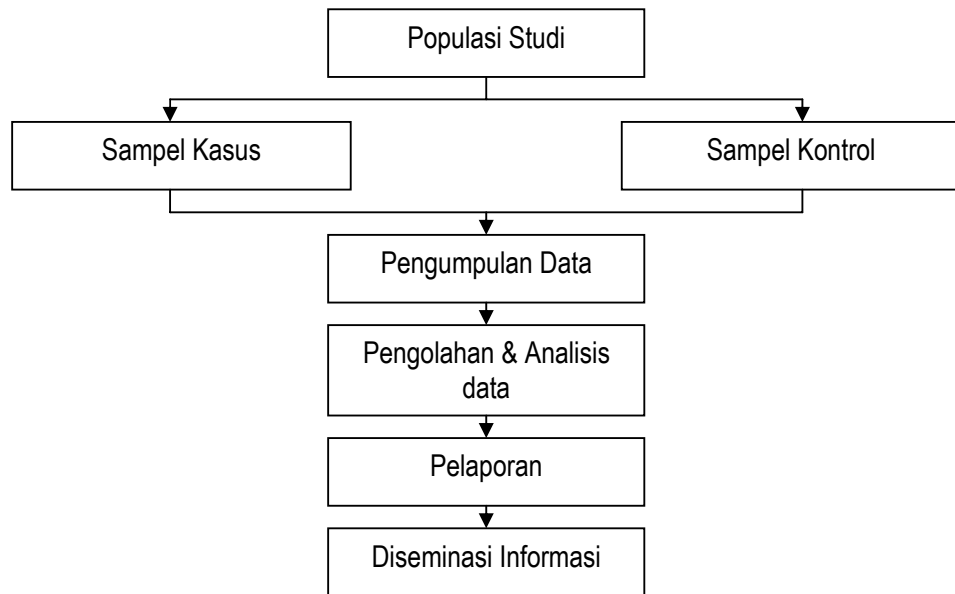 Populasi Studi
Sampel Kasus
Sampel Kontrol
Pengumpulan Data
Pengolahan & Analisis
data
Pelaporan
Diseminasi Informasi